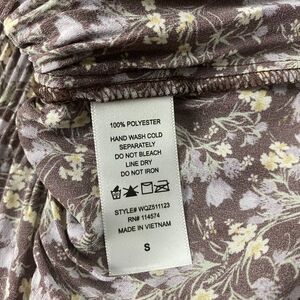 100% POLYESTER
HAND WASH COLD
SEPARATELY
DO NOT BLEACH
LINE DRY
DO NOT IRON
STYLE# WQZ511123
RN# 114574
MADE IN VIETNAM
S